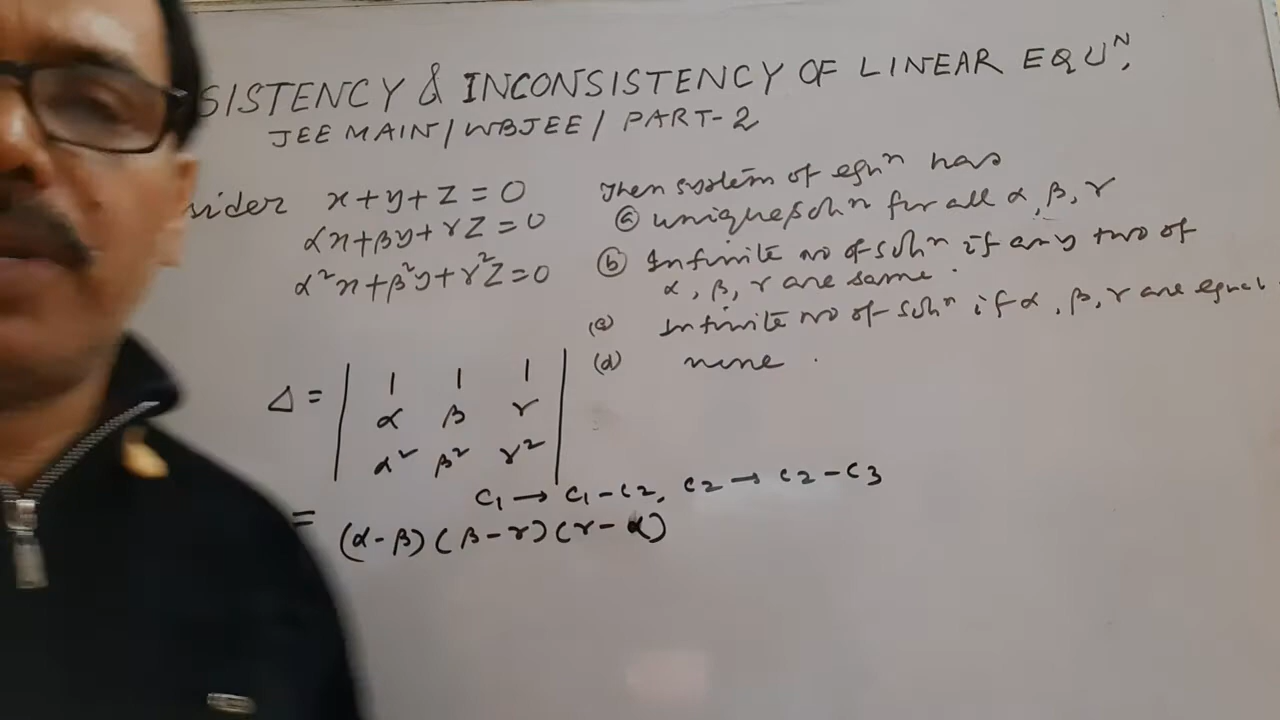 SISTENCY & INCONSISTENCY OF LINEAR EQUᴺ.
JEE MAIN/WBJEE/ PART-2
sider x+y+z=0
αx+βy+γz=0
α²x+β²y+γ²z=0
Then system of eqⁿ has
(a) unique solⁿ for all α, β, γ
(b) Infinite no of solⁿ if any two of
α, β, γ are same.
(c) Infinite no of solⁿ if α, β, γ are equal.
(d) none.
Δ = | 1 1 1 |
α β γ
α² β² γ²
C₁ → C₁-C₂, C₂ → C₂-C₃
= (α-β)(β-γ)(γ-α)